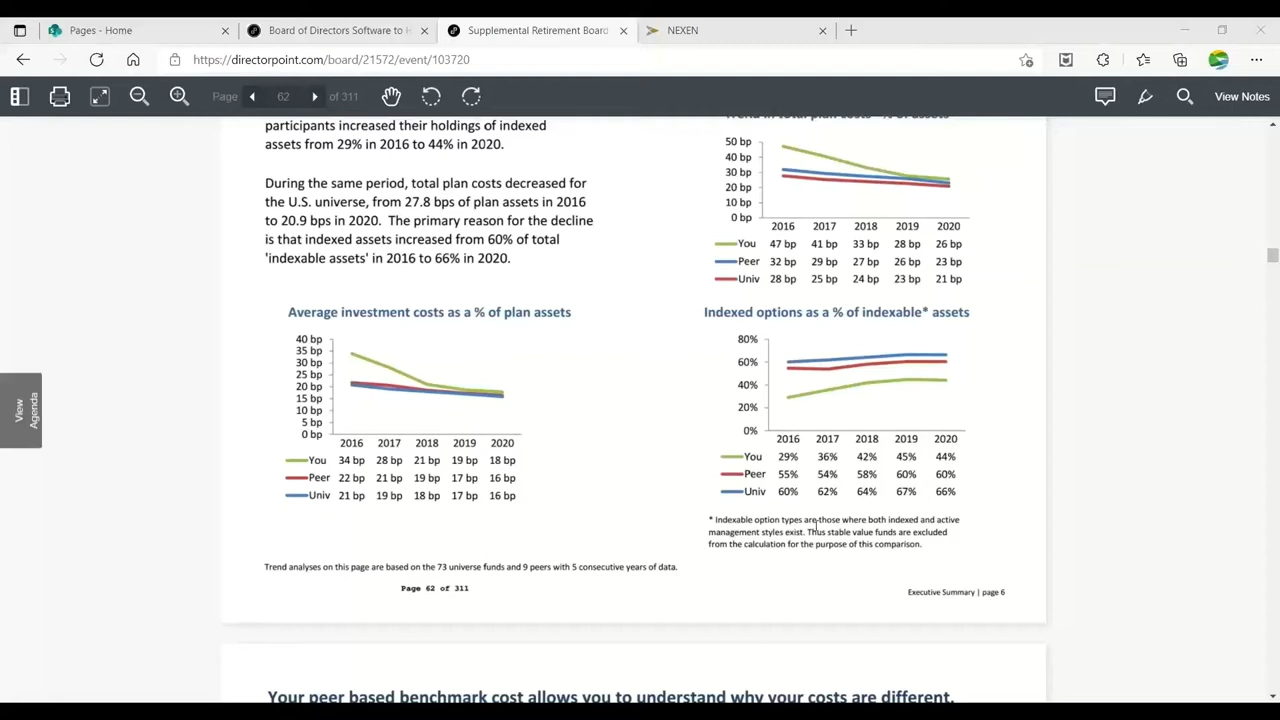 Pages - Home
Board of Directors Software to H
Supplemental Retirement Board
NEXEN
https://directorpoint.com/board/21572/event/103720
Page 62 of 311
View Notes
View Agenda
participants increased their holdings of indexed
assets from 29% in 2016 to 44% in 2020.
During the same period, total plan costs decreased for
the U.S. universe, from 27.8 bps of plan assets in 2016
to 20.9 bps in 2020. The primary reason for the decline
is that indexed assets increased from 60% of total
'indexable assets' in 2016 to 66% in 2020.
Trend in total plan costs - % of assets
50 bp
40 bp
30 bp
20 bp
10 bp
0 bp
2016 2017 2018 2019 2020
You 47 bp 41 bp 33 bp 28 bp 26 bp
Peer 32 bp 29 bp 27 bp 26 bp 23 bp
Univ 28 bp 25 bp 24 bp 23 bp 21 bp
Average investment costs as a % of plan assets
40 bp
35 bp
30 bp
25 bp
20 bp
15 bp
10 bp
5 bp
0 bp
2016 2017 2018 2019 2020
You 34 bp 28 bp 21 bp 19 bp 18 bp
Peer 22 bp 21 bp 19 bp 17 bp 16 bp
Univ 21 bp 19 bp 18 bp 17 bp 16 bp
Indexed options as a % of indexable* assets
80%
60%
40%
20%
0%
2016 2017 2018 2019 2020
You 29% 36% 42% 45% 44%
Peer 55% 54% 58% 60% 60%
Univ 60% 62% 64% 67% 66%
* Indexable option types are those where both indexed and active
management styles exist. Thus stable value funds are excluded
from the calculation for the purpose of this comparison.
Trend analyses on this page are based on the 73 universe funds and 9 peers with 5 consecutive years of data.
Page 62 of 311
Executive Summary | page 6
Your peer based benchmark cost allows you to understand why your costs are different.